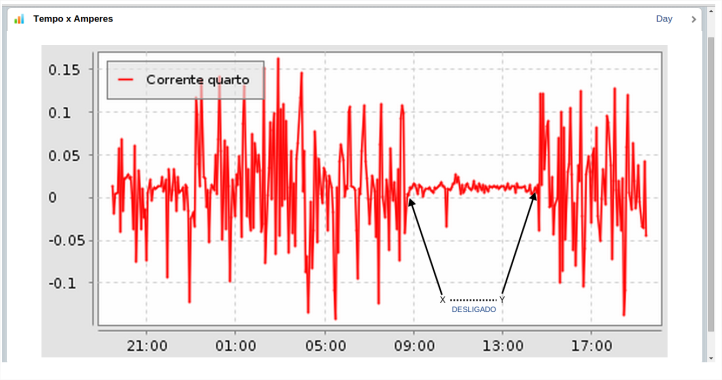 Tempo x Amperes
Day
Corrente quarto
0.15
0.1
0.05
0
-0.05
-0.1
X
Y
DESLIGADO
21:00 01:00 05:00 09:00 13:00 17:00